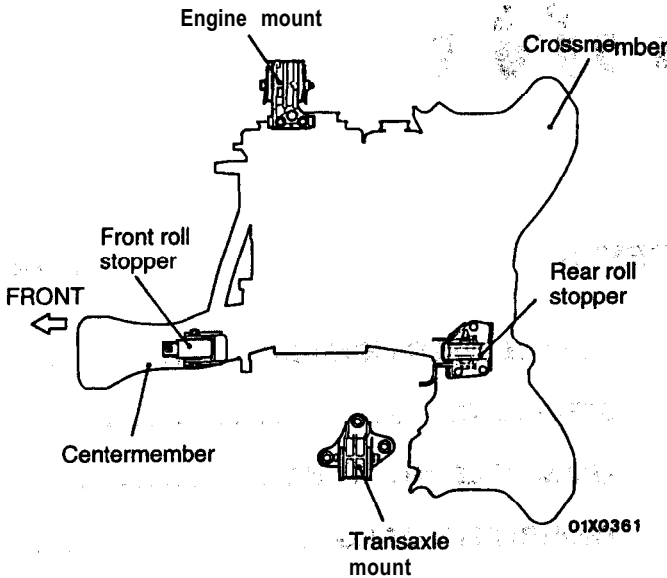 Engine mount
Crossmember
Front roll
stopper
FRONT
Rear roll
stopper
Centermember
01X0361
Transaxle
mount